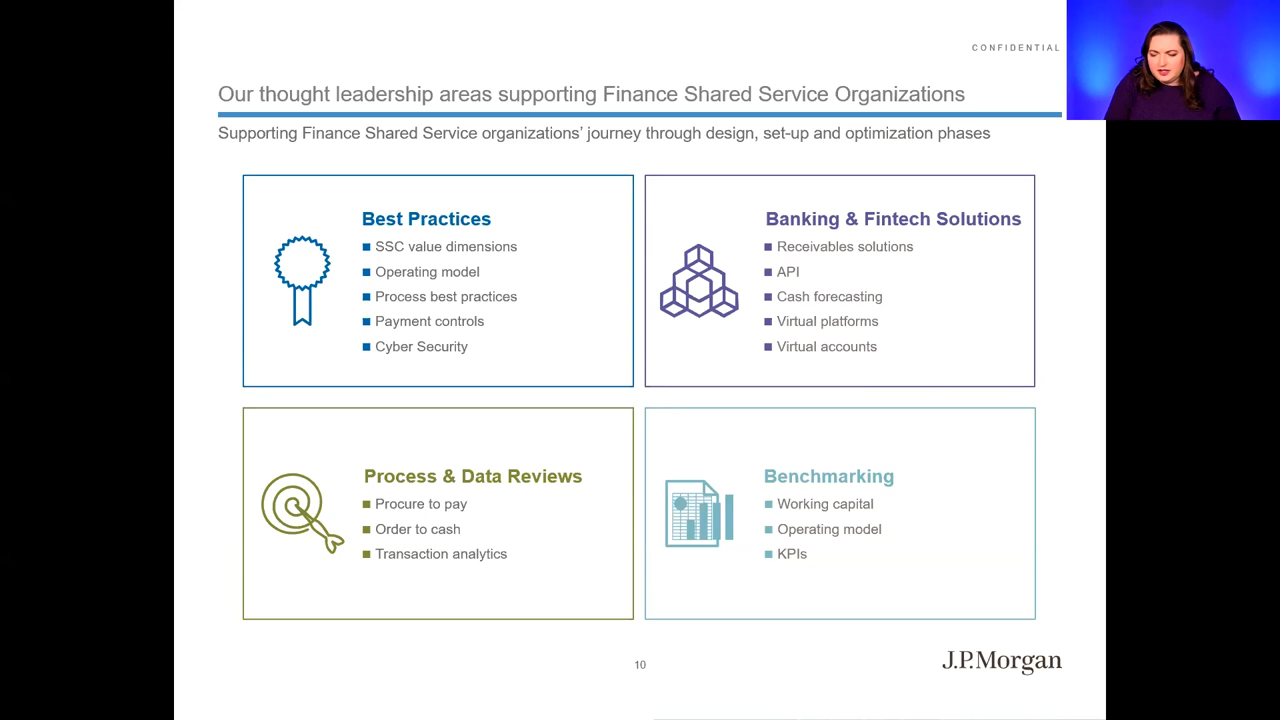 CONFIDENTIAL
Our thought leadership areas supporting Finance Shared Service Organizations
Supporting Finance Shared Service organizations’ journey through design, set-up and optimization phases
Best Practices
SSC value dimensions
Operating model
Process best practices
Payment controls
Cyber Security
Banking & Fintech Solutions
Receivables solutions
API
Cash forecasting
Virtual platforms
Virtual accounts
Process & Data Reviews
Procure to pay
Order to cash
Transaction analytics
Benchmarking
Working capital
Operating model
KPIs
10
J.P.Morgan